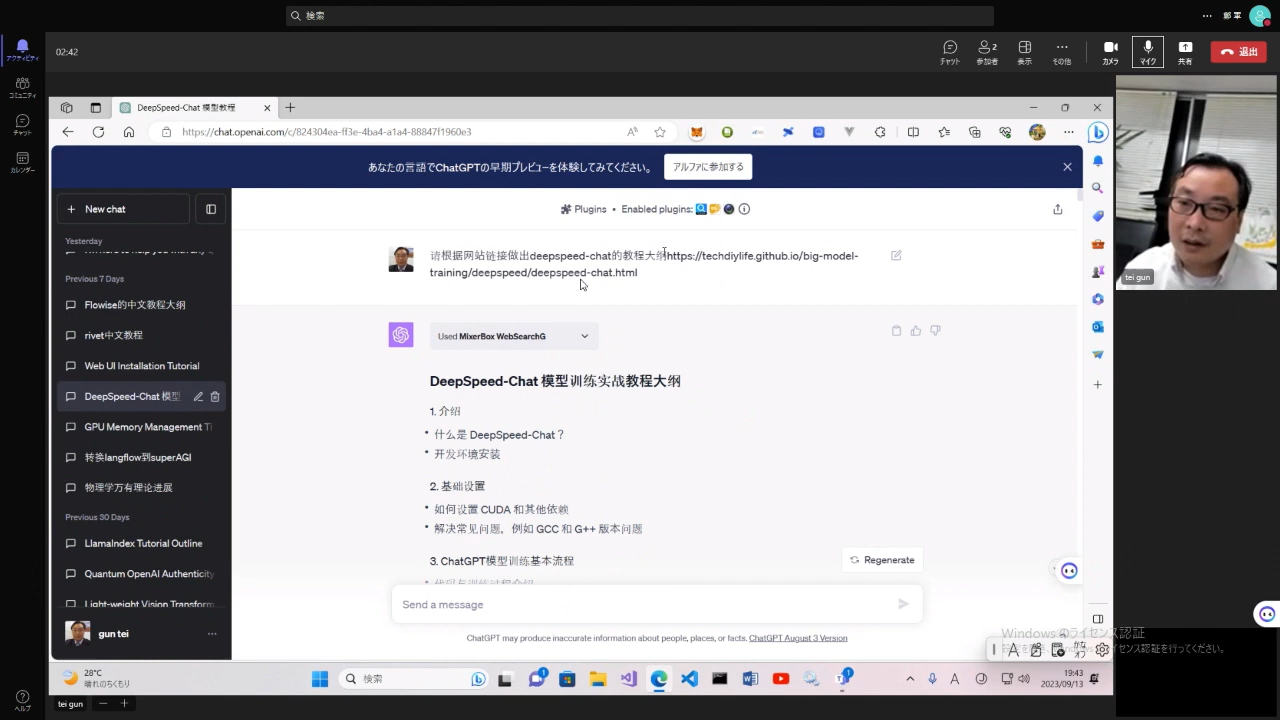 検索
郭 軍
アクティビティ
コミュニティ
チャット
カレンダー
ヘルプ
02:42
チャット
2
参加者
表示
その他
カメラ
マイク
共有
退出
DeepSpeed-Chat 模型教程
https://chat.openai.com/c/824304ea-ff3e-4ba4-a1a4-88847f1960e3
あなたの言語でChatGPTの早期プレビューを体験してみてください。
アルファに参加する
New chat
Yesterday
Previous 7 Days
Flowise的中文教程大纲
rivet中文教程
Web UI Installation Tutorial
DeepSpeed-Chat 模型
GPU Memory Management Ti
转换langflow到superAGI
物理学万有理论进展
Previous 30 Days
LlamaIndex Tutorial Outline
Quantum OpenAI Authenticity
Light-weight Vision Transform
gun tei
Plugins • Enabled plugins:
请根据网站链接做出deepspeed-chat的教程大纲https://techdiylife.github.io/big-model-
training/deepspeed/deepspeed-chat.html
Used MixerBox WebSearchG
DeepSpeed-Chat 模型训练实战教程大纲
1. 介绍
• 什么是 DeepSpeed-Chat？
• 开发环境安装
2. 基础设置
• 如何设置 CUDA 和其他依赖
• 解决常见问题，例如 GCC 和 G++ 版本问题
3. ChatGPT模型训练基本流程
Regenerate
Send a message
ChatGPT may produce inaccurate information about people, places, or facts. ChatGPT August 3 Version
tei gun
Windows のライセンス認証
28°C
晴れのちくもり
検索
19:43
2023/09/13
tei gun